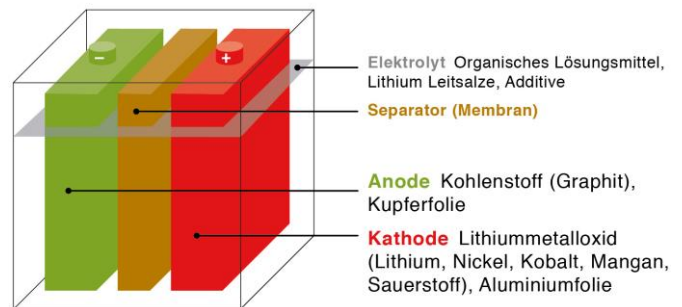 –
+
Elektrolyt Organisches Lösungsmittel,
Lithium Leitsalze, Additive
Separator (Membran)
Anode Kohlenstoff (Graphit),
Kupferfolie
Kathode Lithiummetalloxid
(Lithium, Nickel, Kobalt, Mangan,
Sauerstoff), Aluminiumfolie